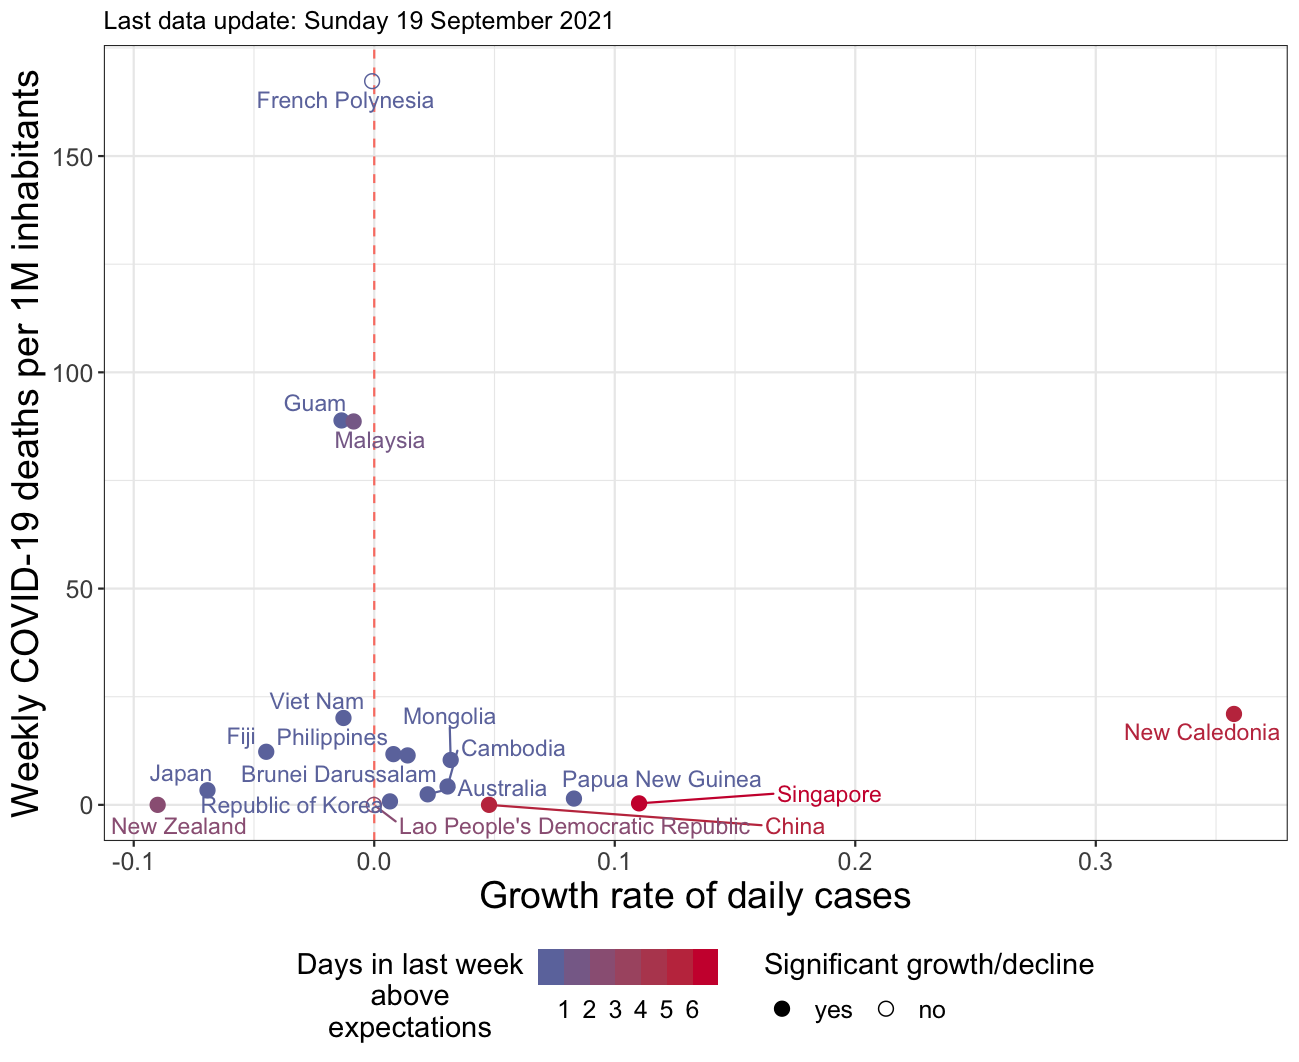 Last data update: Sunday 19 September 2021
Weekly COVID-19 deaths per 1M inhabitants
150
100
50
0
French Polynesia
Guam
Malaysia
Viet Nam
Mongolia
Fiji
Philippines
New Caledonia
Cambodia
Japan
Brunei Darussalam
Papua New Guinea
Australia
Singapore
Republic of Korea
New Zealand
Lao People's Democratic Republic
China
-0.1
0.0
0.1
0.2
0.3
Growth rate of daily cases
Days in last week
above
expectations
1 2 3 4 5 6
Significant growth/decline
yes
no